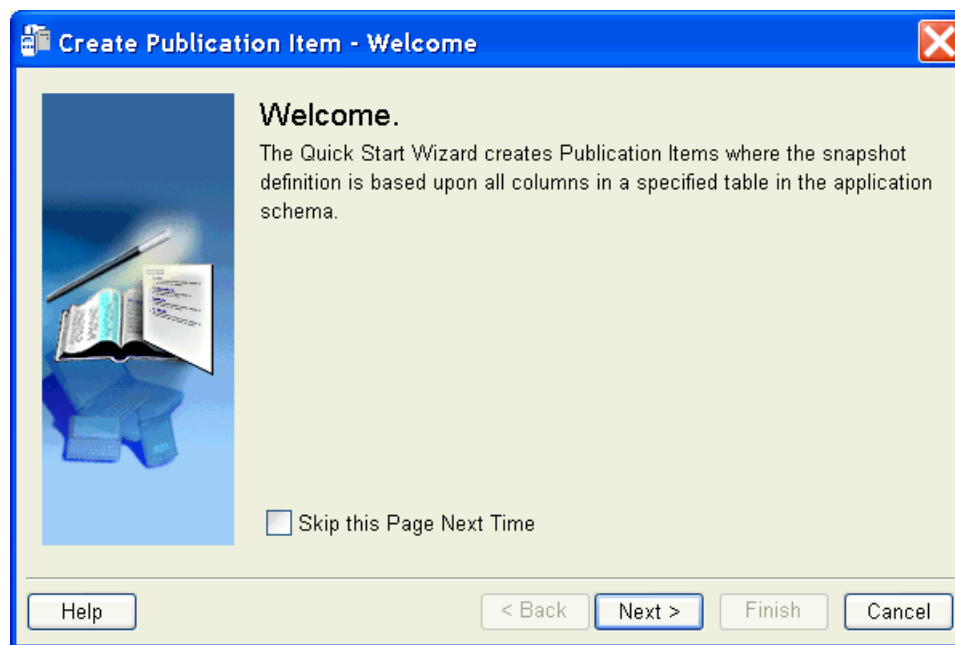 Create Publication Item - Welcome
Welcome.
The Quick Start Wizard creates Publication Items where the snapshot
definition is based upon all columns in a specified table in the application
schema.
Skip this Page Next Time
Help
< Back
Next >
Finish
Cancel